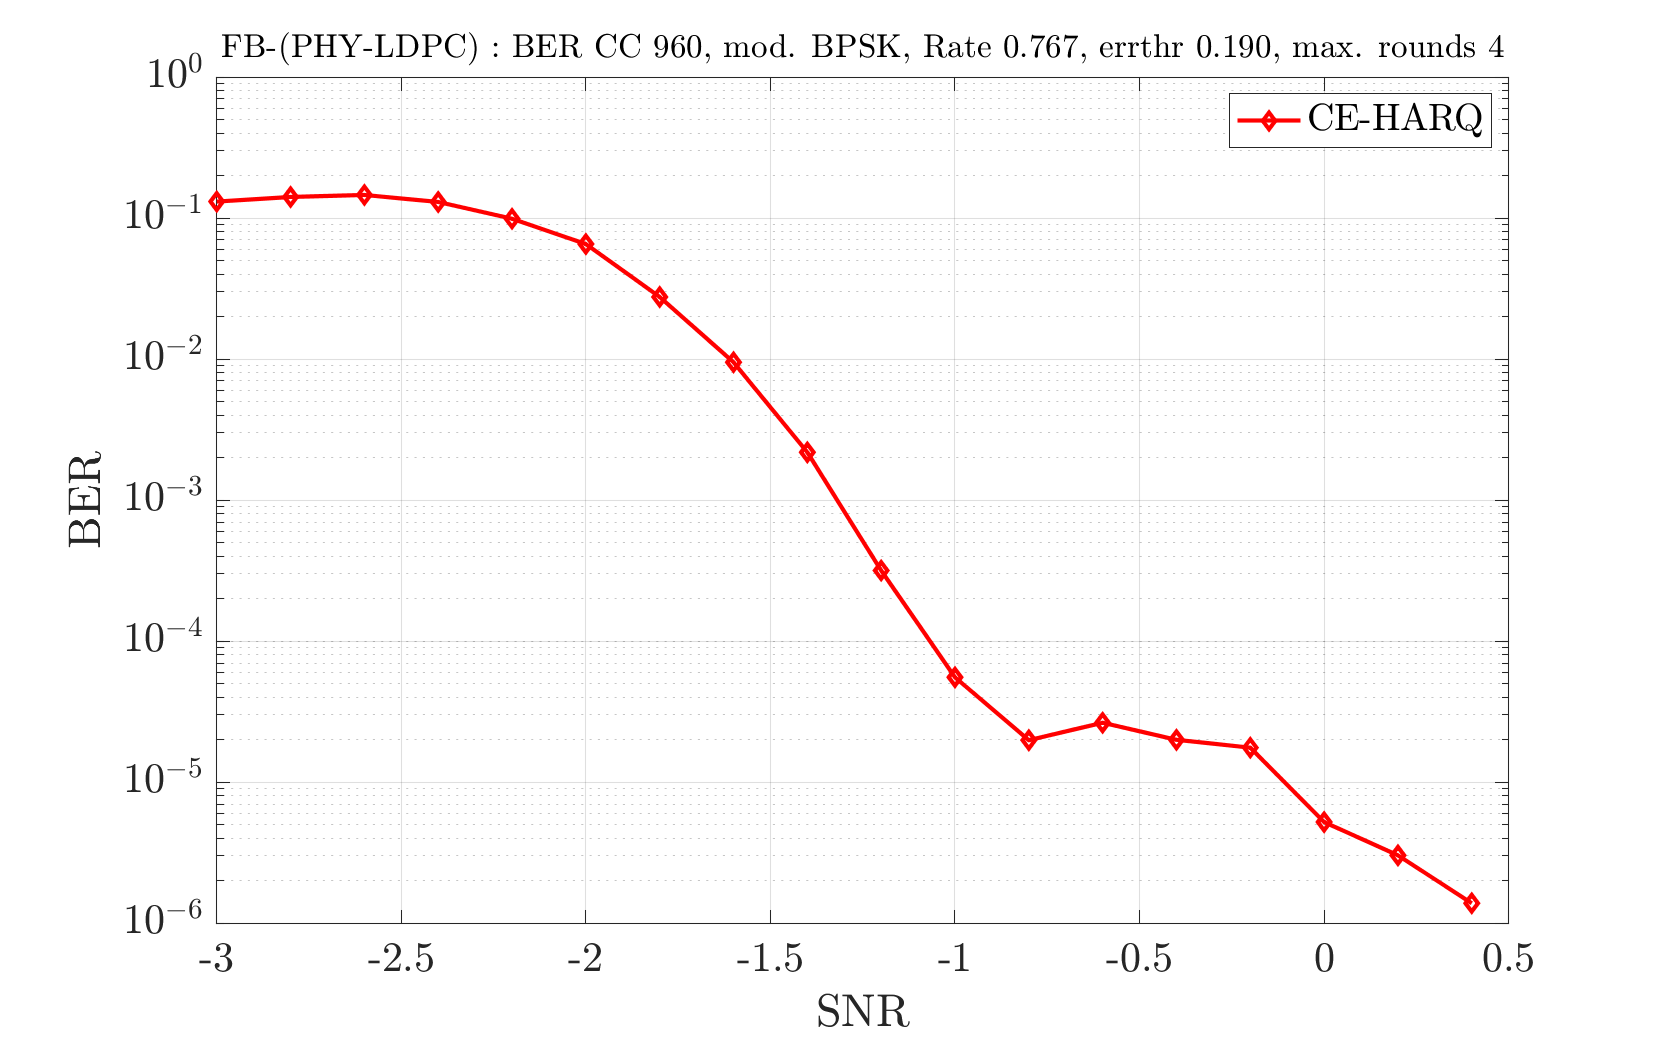 FB-(PHY-LDPC) : BER CC 960, mod. BPSK, Rate 0.767, errthr 0.190, max. rounds 4
CE-HARQ
10^0
10^{-1}
10^{-2}
10^{-3}
10^{-4}
10^{-5}
10^{-6}
BER
-3 -2.5 -2 -1.5 -1 -0.5 0 0.5
SNR